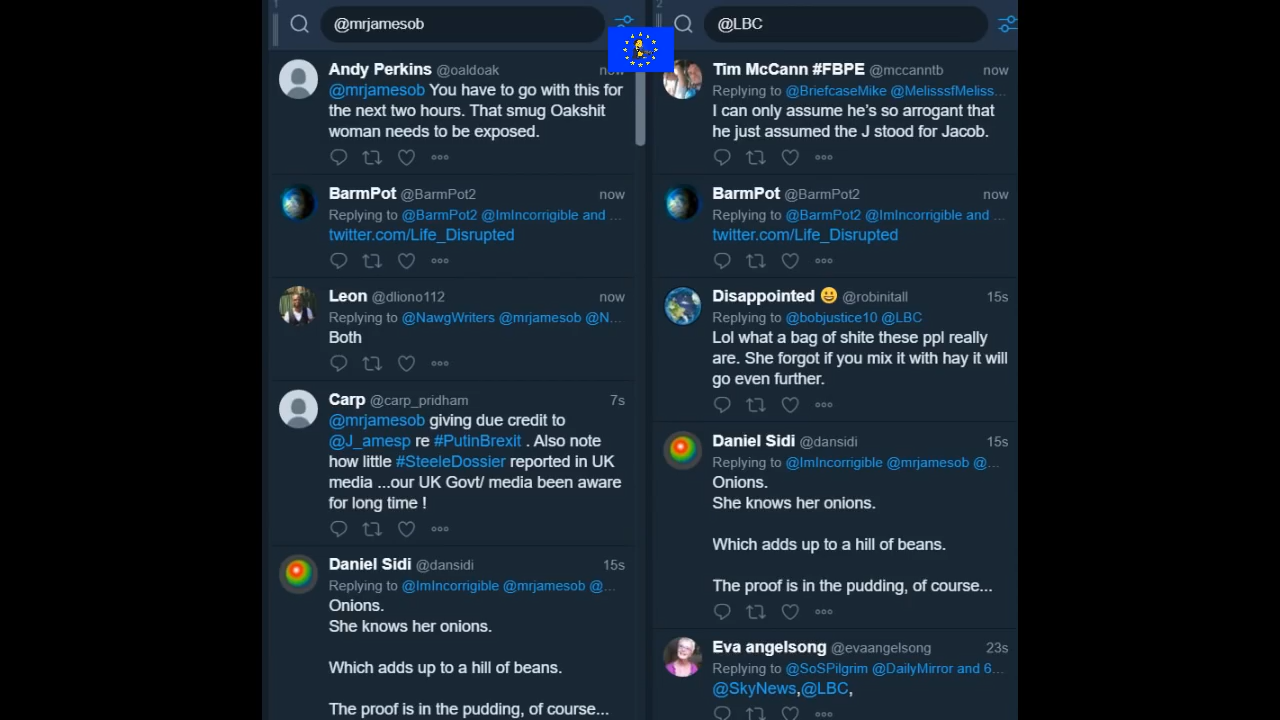 1
@mrjamesob
Andy Perkins @oaldoak now
@mrjamesob You have to go with this for
the next two hours. That smug Oakshit
woman needs to be exposed.
BarmPot @BarmPot2 now
Replying to @BarmPot2 @ImIncorrigible and ...
twitter.com/Life_Disrupted
Leon @dliono112 now
Replying to @NawgWriters @mrjamesob @N...
Both
Carp @carp_pridham 7s
@mrjamesob giving due credit to
@J_amesp re #PutinBrexit . Also note
how little #SteeleDossier reported in UK
media ...our UK Govt/ media been aware
for long time !
Daniel Sidi @dansidi 15s
Replying to @ImIncorrigible @mrjamesob @...
Onions.
She knows her onions.
Which adds up to a hill of beans.
The proof is in the pudding, of course...
2
@LBC
Tim McCann #FBPE @mccanntb now
Replying to @BriefcaseMike @MelisssfMeliss...
I can only assume he's so arrogant that
he just assumed the J stood for Jacob.
BarmPot @BarmPot2 now
Replying to @BarmPot2 @ImIncorrigible and ...
twitter.com/Life_Disrupted
Disappointed 😀 @robinitall 15s
Replying to @bobjustice10 @LBC
Lol what a bag of shite these ppl really
are. She forgot if you mix it with hay it will
go even further.
Daniel Sidi @dansidi 15s
Replying to @ImIncorrigible @mrjamesob @...
Onions.
She knows her onions.
Which adds up to a hill of beans.
The proof is in the pudding, of course...
Eva angelsong @evaangelsong 23s
Replying to @SoSPilgrim @DailyMirror and 6...
@SkyNews,@LBC,